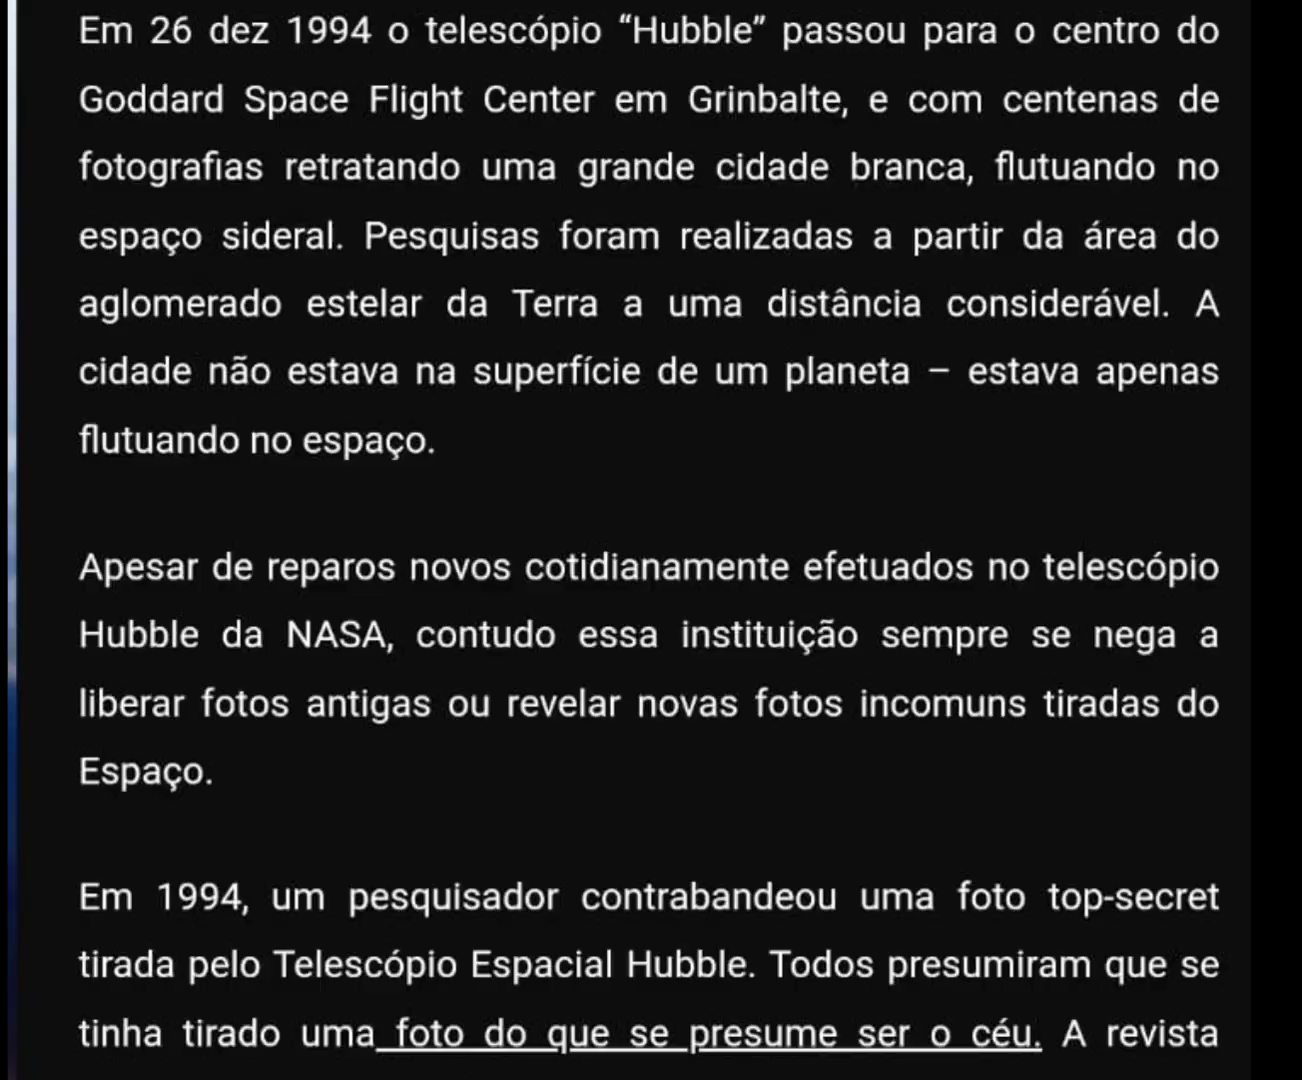 Em 26 dez 1994 o telescópio “Hubble” passou para o centro do
Goddard Space Flight Center em Grinbalte, e com centenas de
fotografias retratando uma grande cidade branca, flutuando no
espaço sideral. Pesquisas foram realizadas a partir da área do
aglomerado estelar da Terra a uma distância considerável. A
cidade não estava na superfície de um planeta – estava apenas
flutuando no espaço.
Apesar de reparos novos cotidianamente efetuados no telescópio
Hubble da NASA, contudo essa instituição sempre se nega a
liberar fotos antigas ou revelar novas fotos incomuns tiradas do
Espaço.
Em 1994, um pesquisador contrabandeou uma foto top-secret
tirada pelo Telescópio Espacial Hubble. Todos presumiram que se
tinha tirado uma foto do que se presume ser o céu. A revista